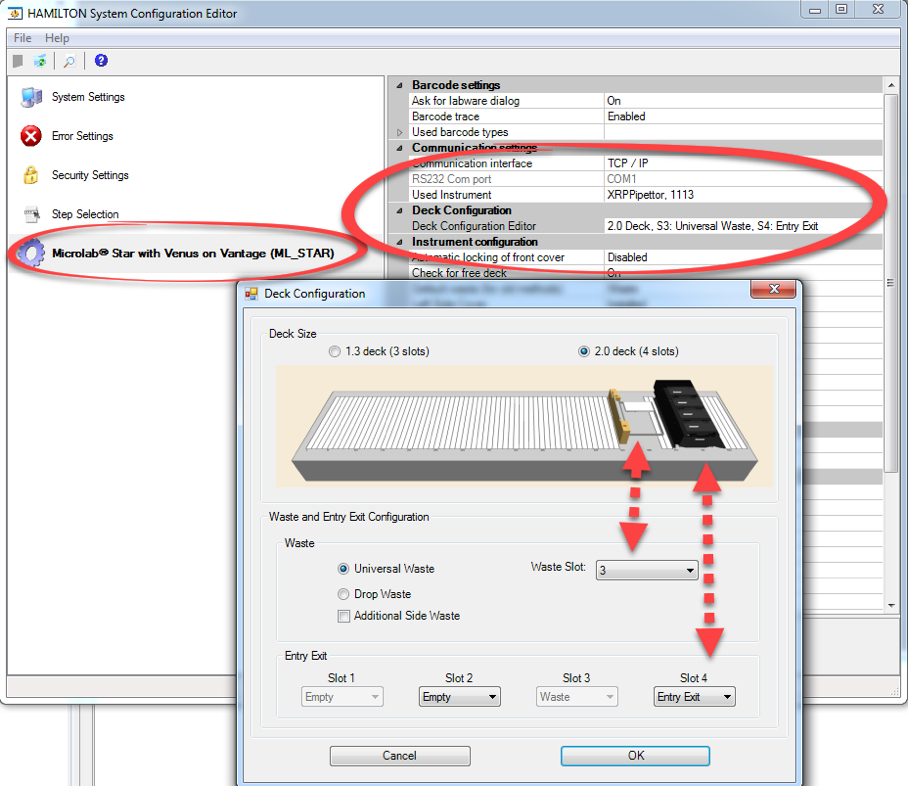 HAMILTON System Configuration Editor
File Help
System Settings
Error Settings
Security Settings
Step Selection
Microlab® Star with Venus on Vantage (ML_STAR)
Barcode settings
Ask for labware dialog On
Barcode trace Enabled
Used barcode types
Communication settings
Communication interface TCP / IP
RS232 Com port COM1
Used Instrument XRPPipettor, 1113
Deck Configuration
Deck Configuration Editor 2.0 Deck, S3: Universal Waste, S4: Entry Exit
Instrument configuration
Automatic locking of front cover Disabled
Check for free deck On
Deck Configuration
Deck Size
1.3 deck (3 slots) 2.0 deck (4 slots)
Waste and Entry Exit Configuration
Waste
Universal Waste Waste Slot: 3
Drop Waste
Additional Side Waste
Entry Exit
Slot 1 Slot 2 Slot 3 Slot 4
Empty Empty Waste Entry Exit
Cancel OK